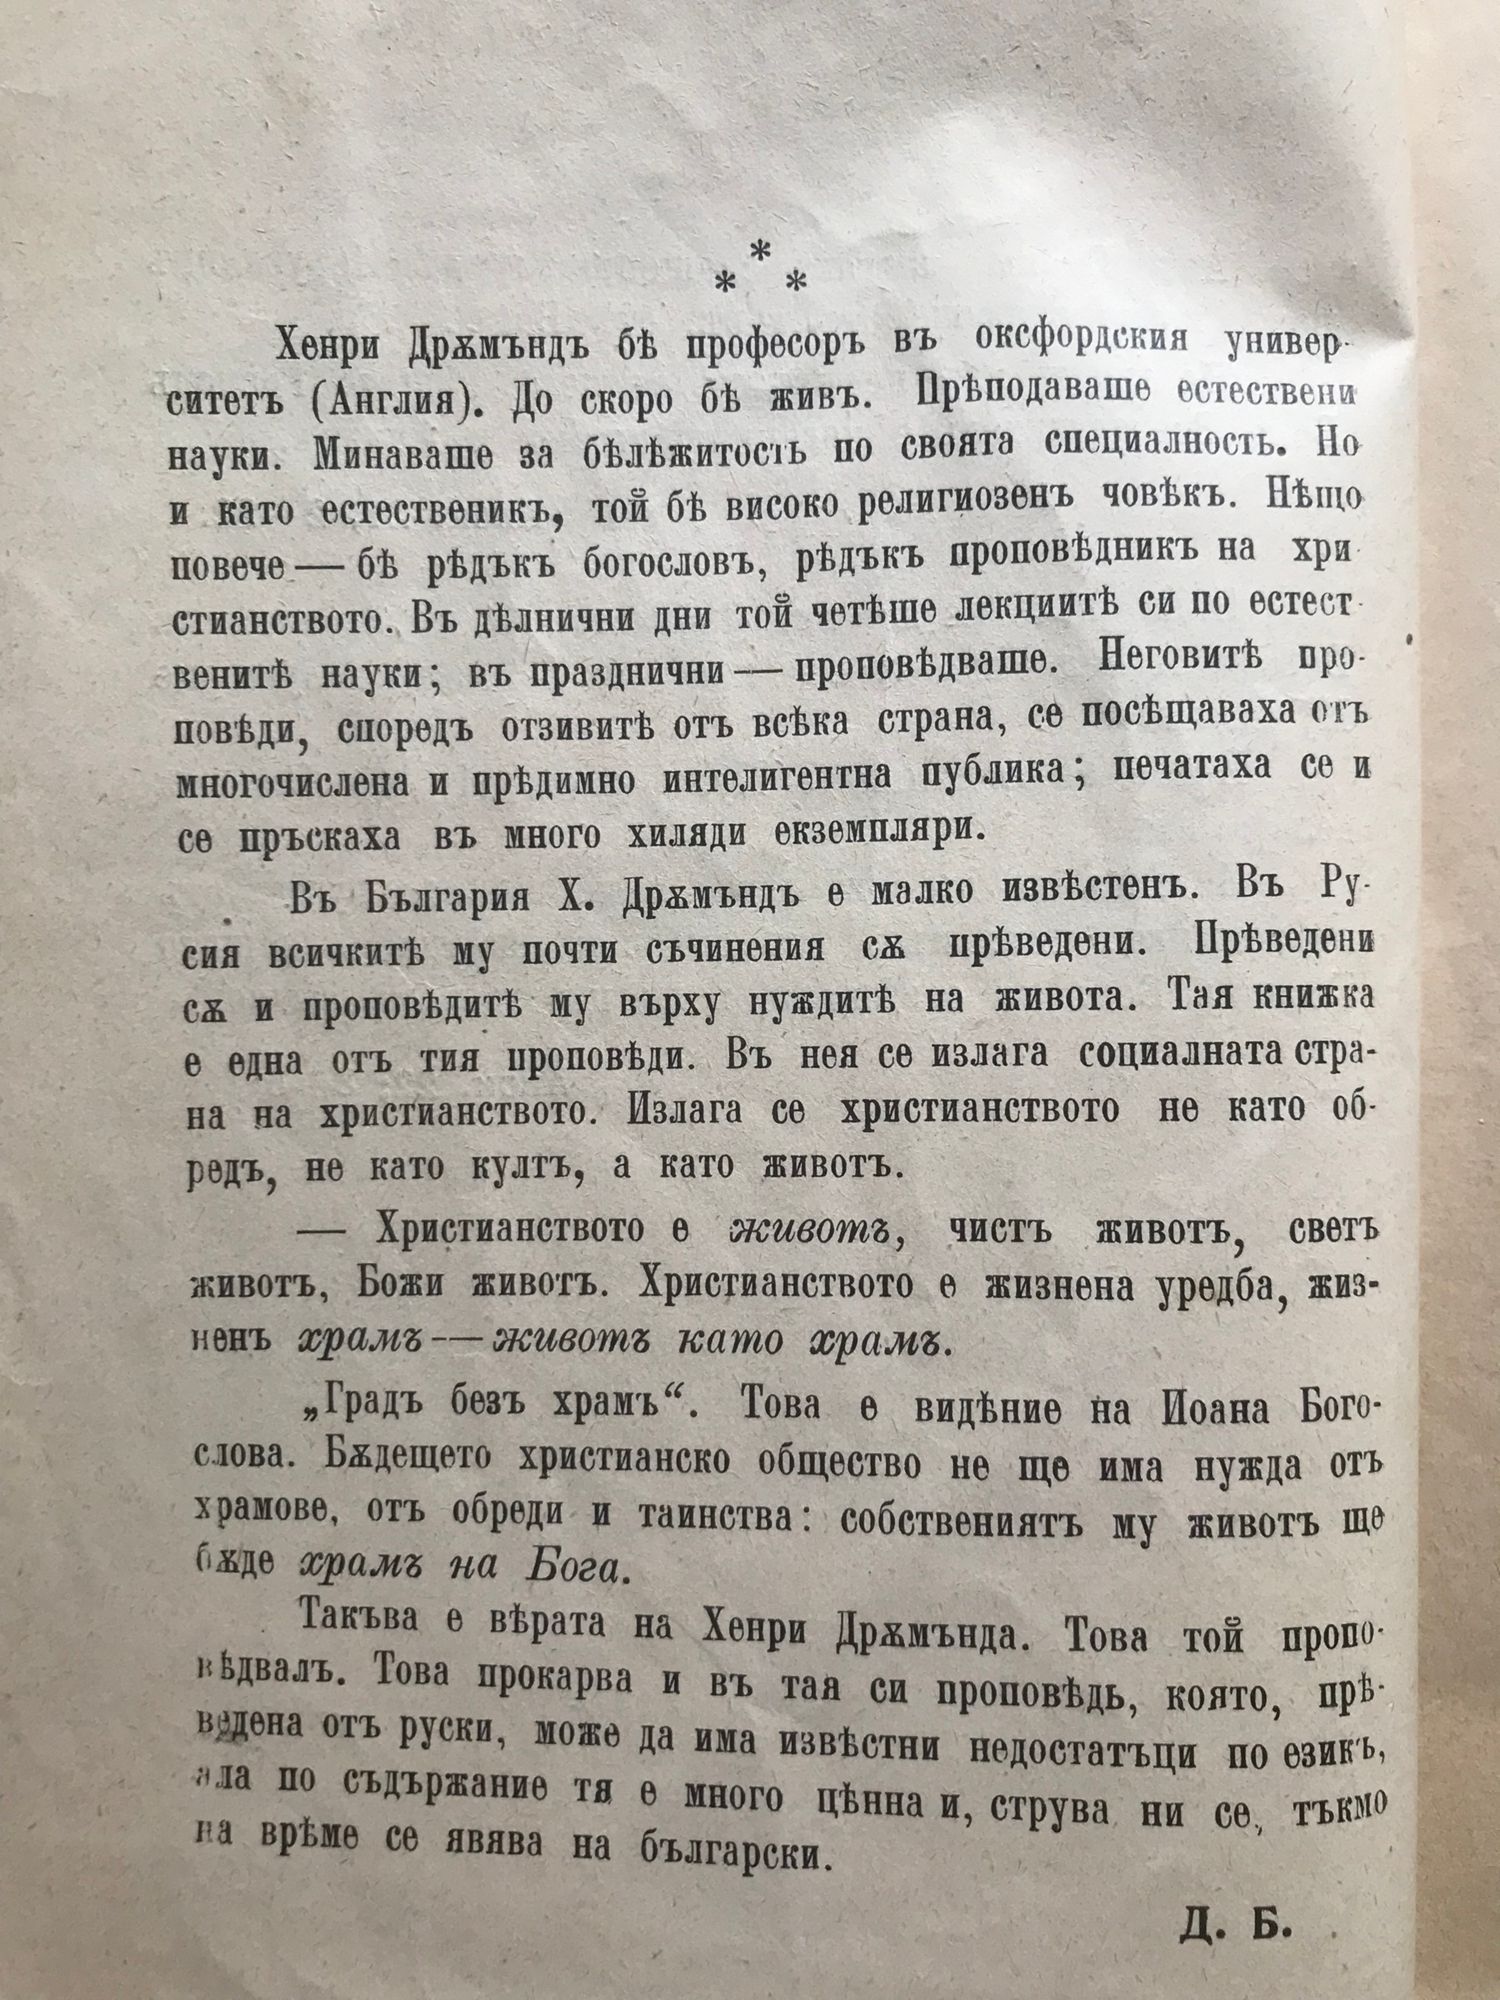 *
* *
Хенри Дрѫмъндъ бѣ професоръ въ оксфордския универ-
ситетъ (Англия). До скоро бѣ живъ. Прѣподаваше естествени
науки. Минаваше за бѣлѣжитость по своята специалность. Но
и като естественикъ, той бѣ високо религиозенъ човѣкъ. Нѣщо
повече — бѣ рѣдъкъ богословъ, рѣдъкъ проповѣдникъ на хри
стианството. Въ дѣлнични дни той четѣше лекциитѣ си по естест-
венитѣ науки; въ празднични — проповѣдваше. Неговитѣ про-
повѣди, споредъ отзивитѣ отъ всѣка страна, се посѣщаваха отъ
многочислена и прѣдимно интелигентна публика; печатаха се и
се пръскаха въ много хиляди екземпляри.
Въ България Х. Дрѫмъндъ е малко извѣстенъ. Въ Ру-
сия всичкитѣ му почти съчинения сѫ прѣведени. Прѣведени
сѫ и проповѣдитѣ му върху нуждитѣ на живота. Тая книжка
е една отъ тия проповѣди. Въ нея се излага социалната стра-
на на христианството. Излага се христианството не като об-
редъ, не като култъ, а като животъ.
— Христианството е животъ, чистъ животъ, светъ
животъ, Божи животъ. Христианството е жизнена уредба, жиз-
ненъ храмъ — животъ като храмъ.
„Градъ безъ храмъ“. Това е видѣние на Иоана Бого-
слова. Бѫдещето христианско общество не ще има нужда отъ
храмове, отъ обреди и таинства: собствениятъ му животъ ще
бѫде храмъ на Бога.
Такъва е вѣрата на Хенри Дрѫмънда. Това той пропо-
вѣдвалъ. Това прокарва и въ тая си проповѣдь, която, прѣ-
ведена отъ руски, може да има извѣстни недостатъци по езикъ,
ала по съдържание тя е много цѣнна и, струва ни се, тъкмо
на врѣме се явява на български.
Д. Б.